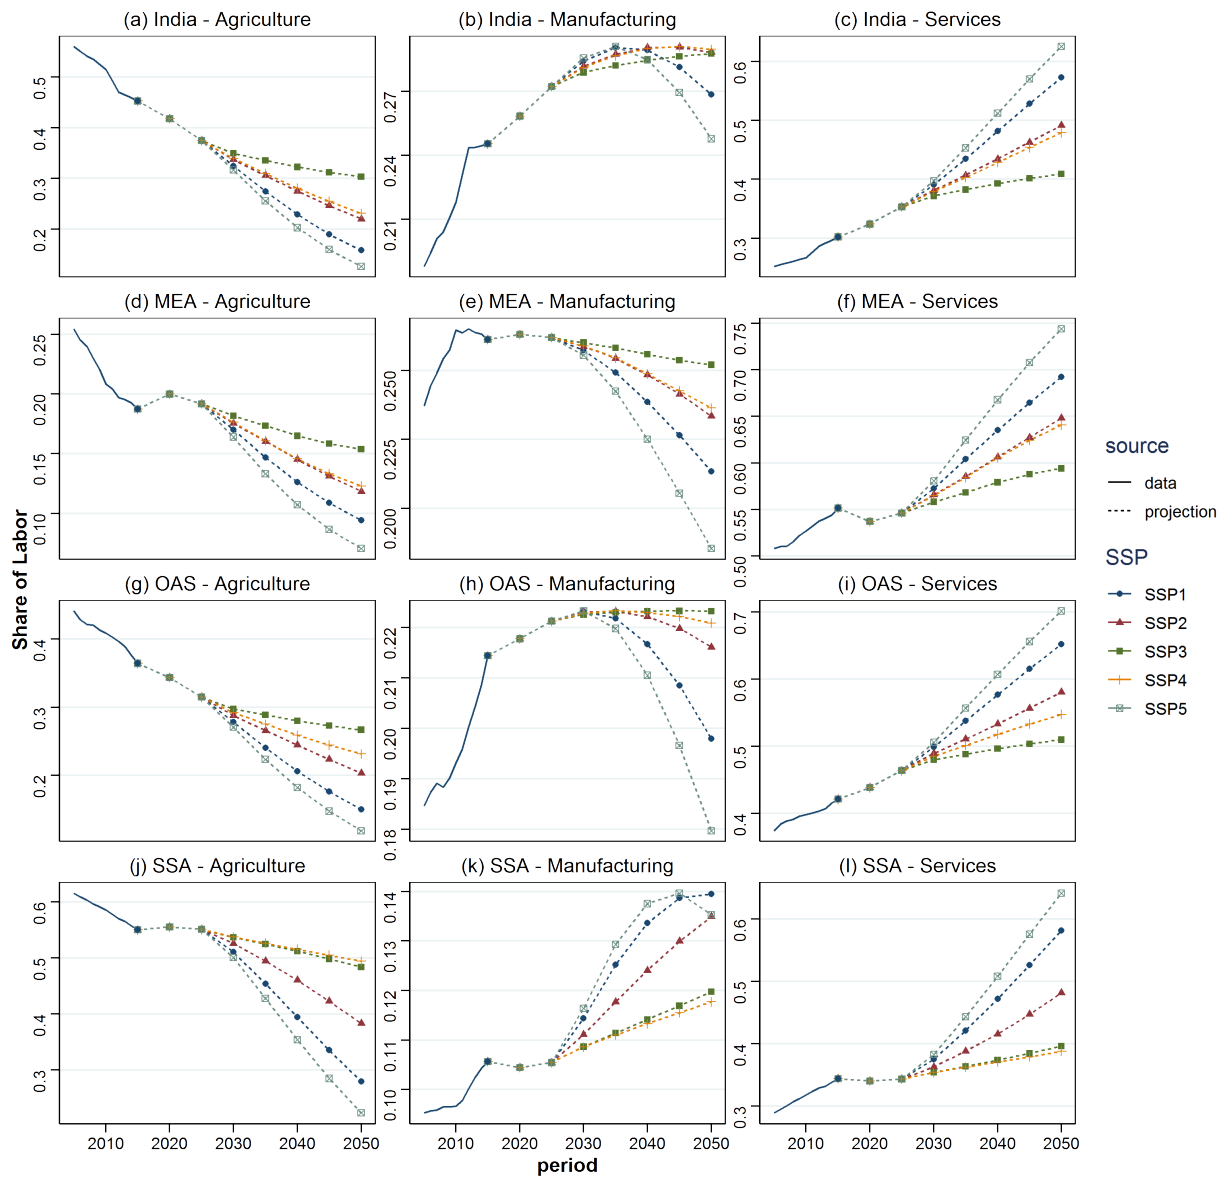 (a) India - Agriculture
(b) India - Manufacturing
(c) India - Services
0.5
0.4
0.3
0.2
0.27
0.24
0.21
0.6
0.5
0.4
0.3
(d) MEA - Agriculture
(e) MEA - Manufacturing
(f) MEA - Services
0.25
0.20
0.15
0.10
0.250
0.225
0.200
0.75
0.70
0.65
0.60
0.55
0.50
(g) OAS - Agriculture
(h) OAS - Manufacturing
(i) OAS - Services
0.4
0.3
0.2
0.22
0.21
0.20
0.19
0.18
0.7
0.6
0.5
0.4
(j) SSA - Agriculture
(k) SSA - Manufacturing
(l) SSA - Services
0.6
0.5
0.4
0.3
0.14
0.13
0.12
0.11
0.10
0.6
0.5
0.4
0.3
2010 2020 2030 2040 2050
2010 2020 2030 2040 2050
2010 2020 2030 2040 2050
Share of Labor
period
source
data
projection
SSP
SSP1
SSP2
SSP3
SSP4
SSP5